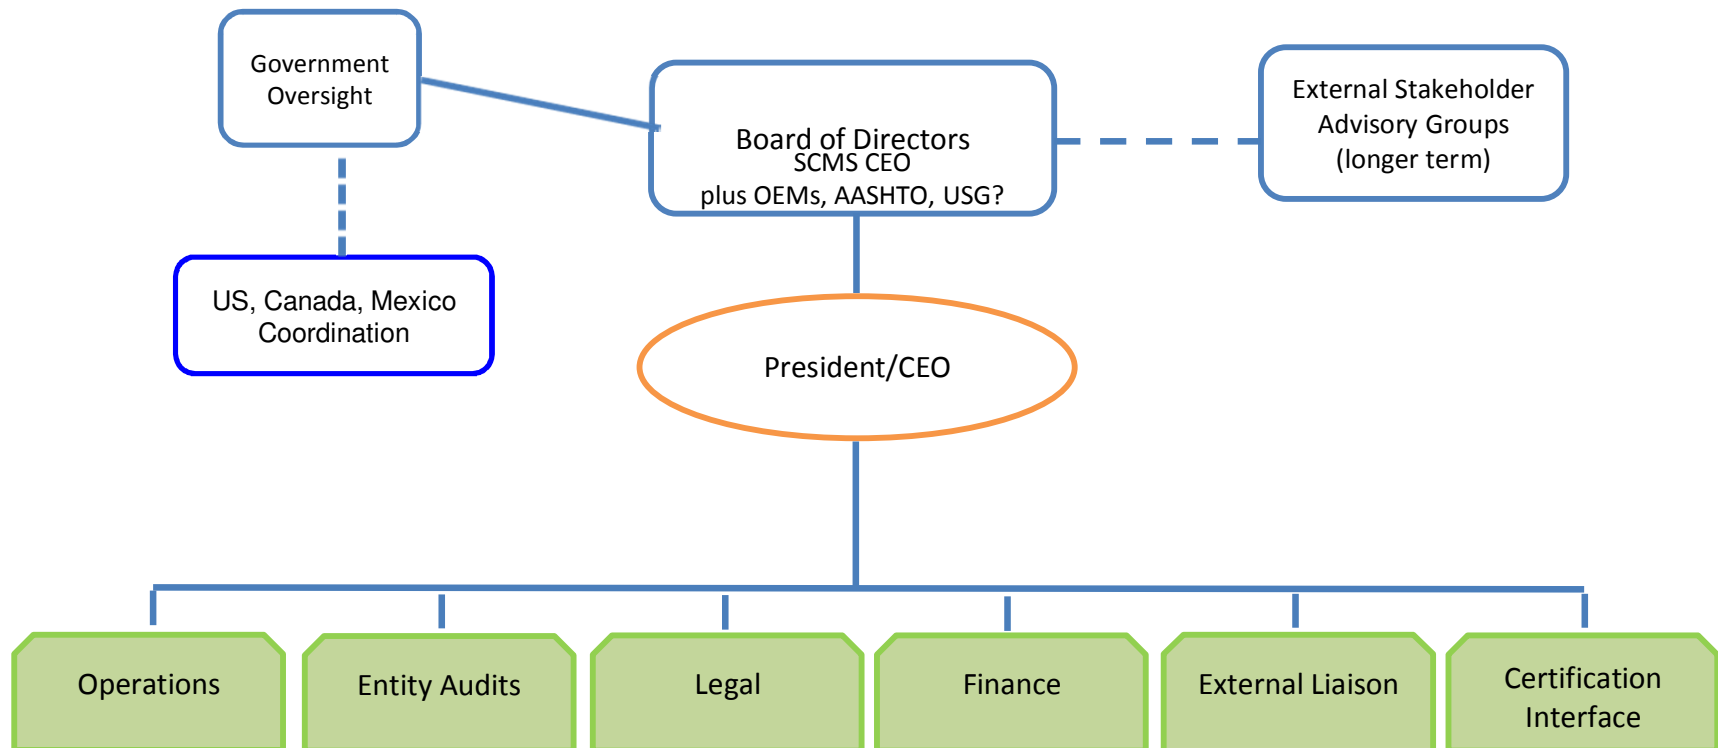 Government
Oversight
Board of Directors
SCMS CEO
plus OEMs, AASHTO, USG?
External Stakeholder
Advisory Groups
(longer term)
US, Canada, Mexico
Coordination
President/CEO
Operations
Entity Audits
Legal
Finance
External Liaison
Certification
Interface